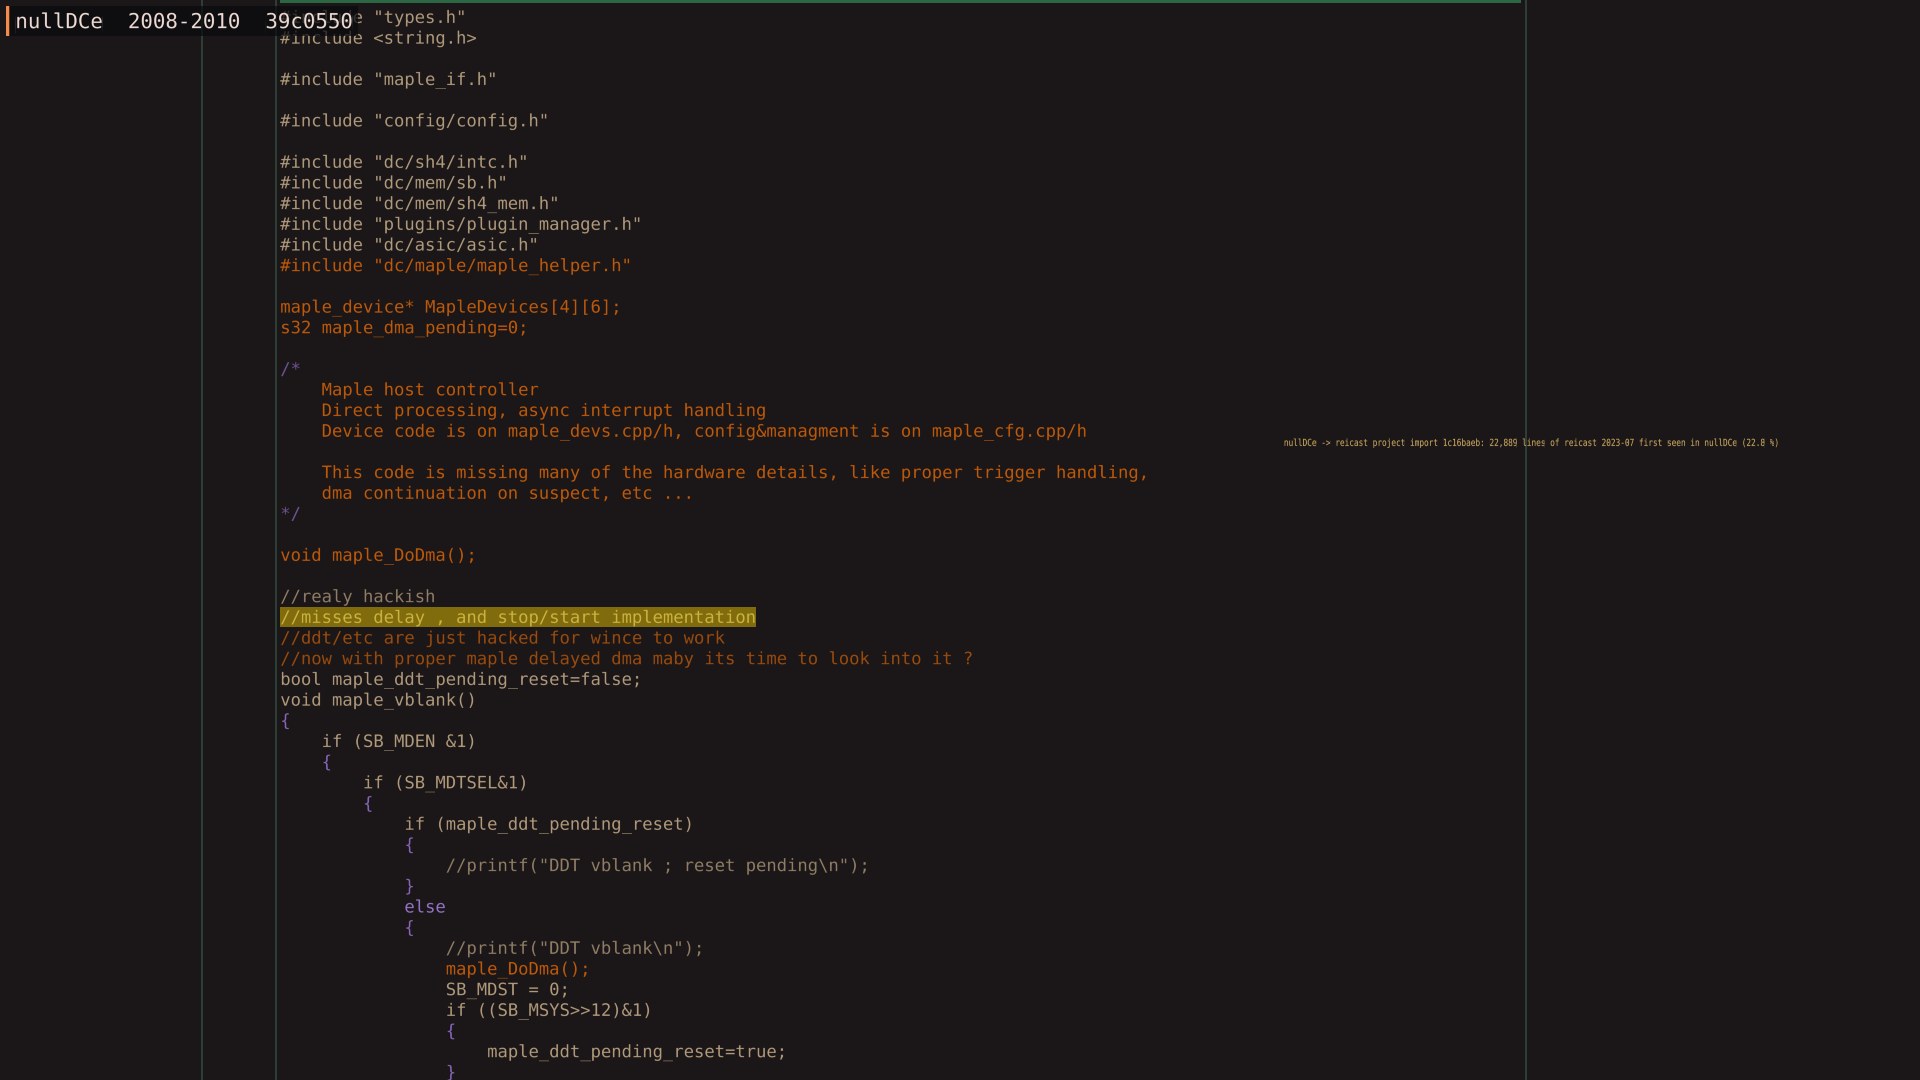 nullDCe  2008-2010  39c0550
"types.h"
#include <string.h>
#include "maple_if.h"
#include "config/config.h"
#include "dc/sh4/intc.h"
#include "dc/mem/sb.h"
#include "dc/mem/sh4_mem.h"
#include "plugins/plugin_manager.h"
#include "dc/asic/asic.h"
#include "dc/maple/maple_helper.h"
maple_device* MapleDevices[4][6];
s32 maple_dma_pending=0;
/*
    Maple host controller
    Direct processing, async interrupt handling
    Device code is on maple_devs.cpp/h, config&managment is on maple_cfg.cpp/h
nullDCe -> reicast project import 1c16baeb: 22,889 lines of reicast 2023-07 first seen in nullDCe (22.8 %)
    This code is missing many of the hardware details, like proper trigger handling,
    dma continuation on suspect, etc ...
*/
void maple_DoDma();
//realy hackish
//misses delay , and stop/start implementation
//ddt/etc are just hacked for wince to work
//now with proper maple delayed dma maby its time to look into it ?
bool maple_ddt_pending_reset=false;
void maple_vblank()
{
    if (SB_MDEN &1)
    {
        if (SB_MDTSEL&1)
        {
            if (maple_ddt_pending_reset)
            {
                //printf("DDT vblank ; reset pending\n");
            }
            else
            {
                //printf("DDT vblank\n");
                maple_DoDma();
                SB_MDST = 0;
                if ((SB_MSYS>>12)&1)
                {
                    maple_ddt_pending_reset=true;
                }